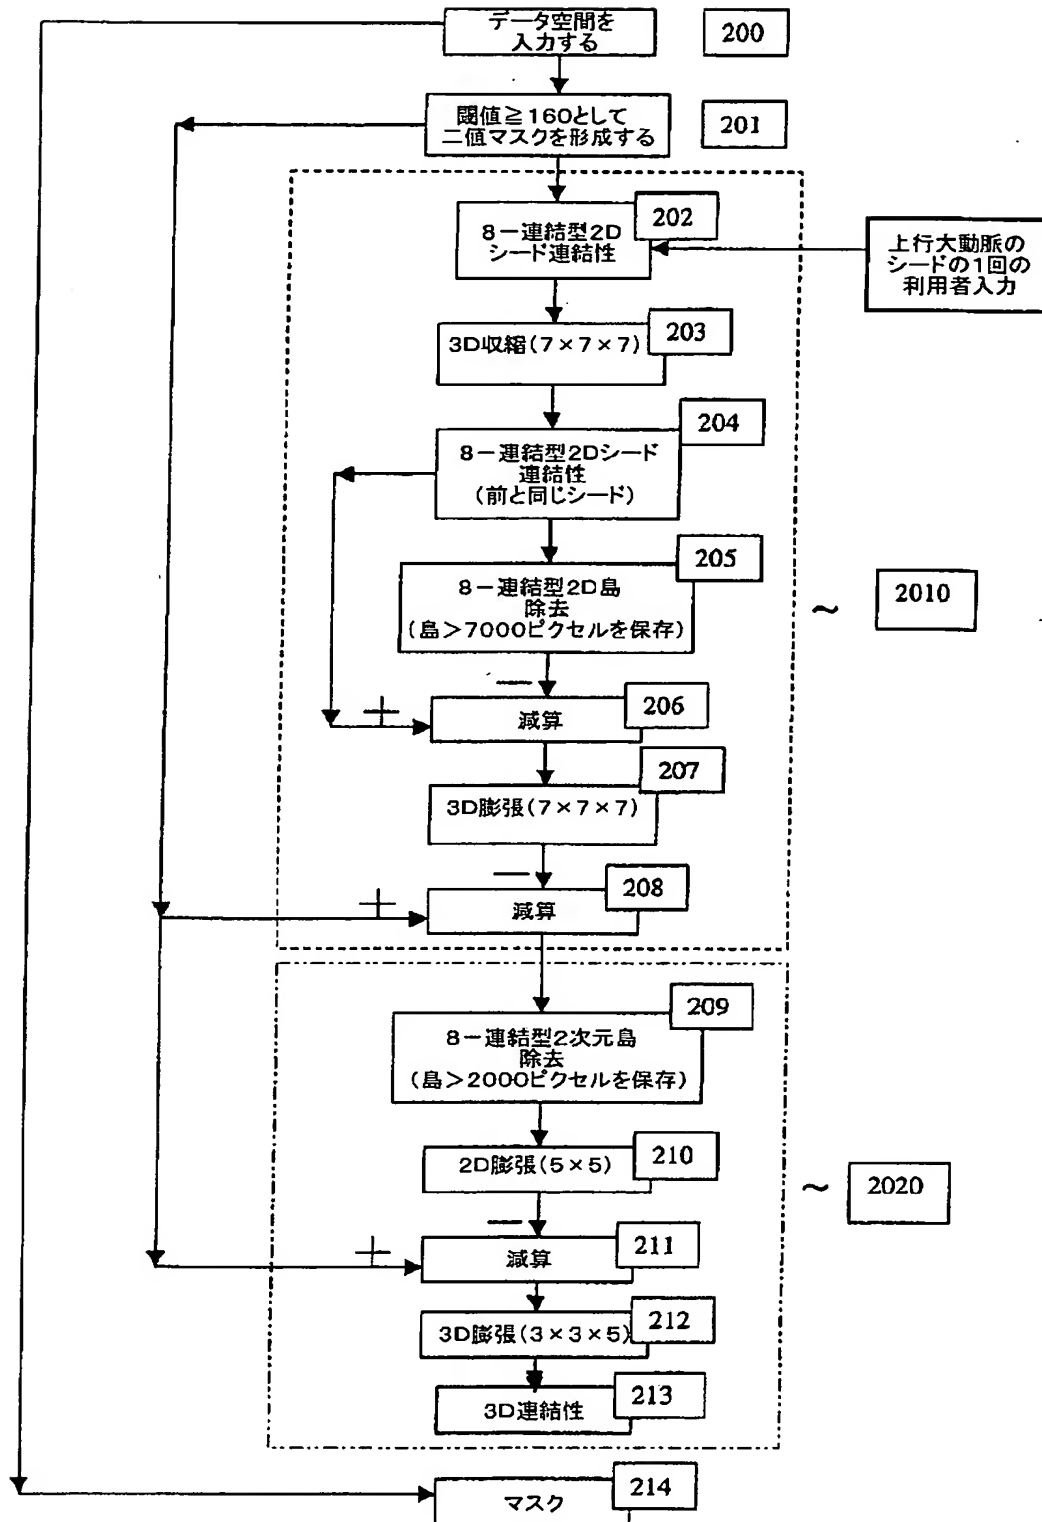 データ空間を
入力する
200
閾値≧160として
二値マスクを形成する
201
8－連結型2D
シード連結性
202
上行大動脈の
シードの1回の
利用者入力
3D収縮(7×7×7)
203
8－連結型2Dシード
連結性
(前と同じシード)
204
8－連結型2D島
除去
(島>7000ピクセルを保存)
205
～ 2010
－
＋
減算
206
3D膨張(7×7×7)
207
－
＋
減算
208
8－連結型2次元島
除去
(島>2000ピクセルを保存)
209
2D膨張(5×5)
210
～ 2020
－
＋
減算
211
3D膨張(3×3×5)
212
3D連結性
213
マスク
214